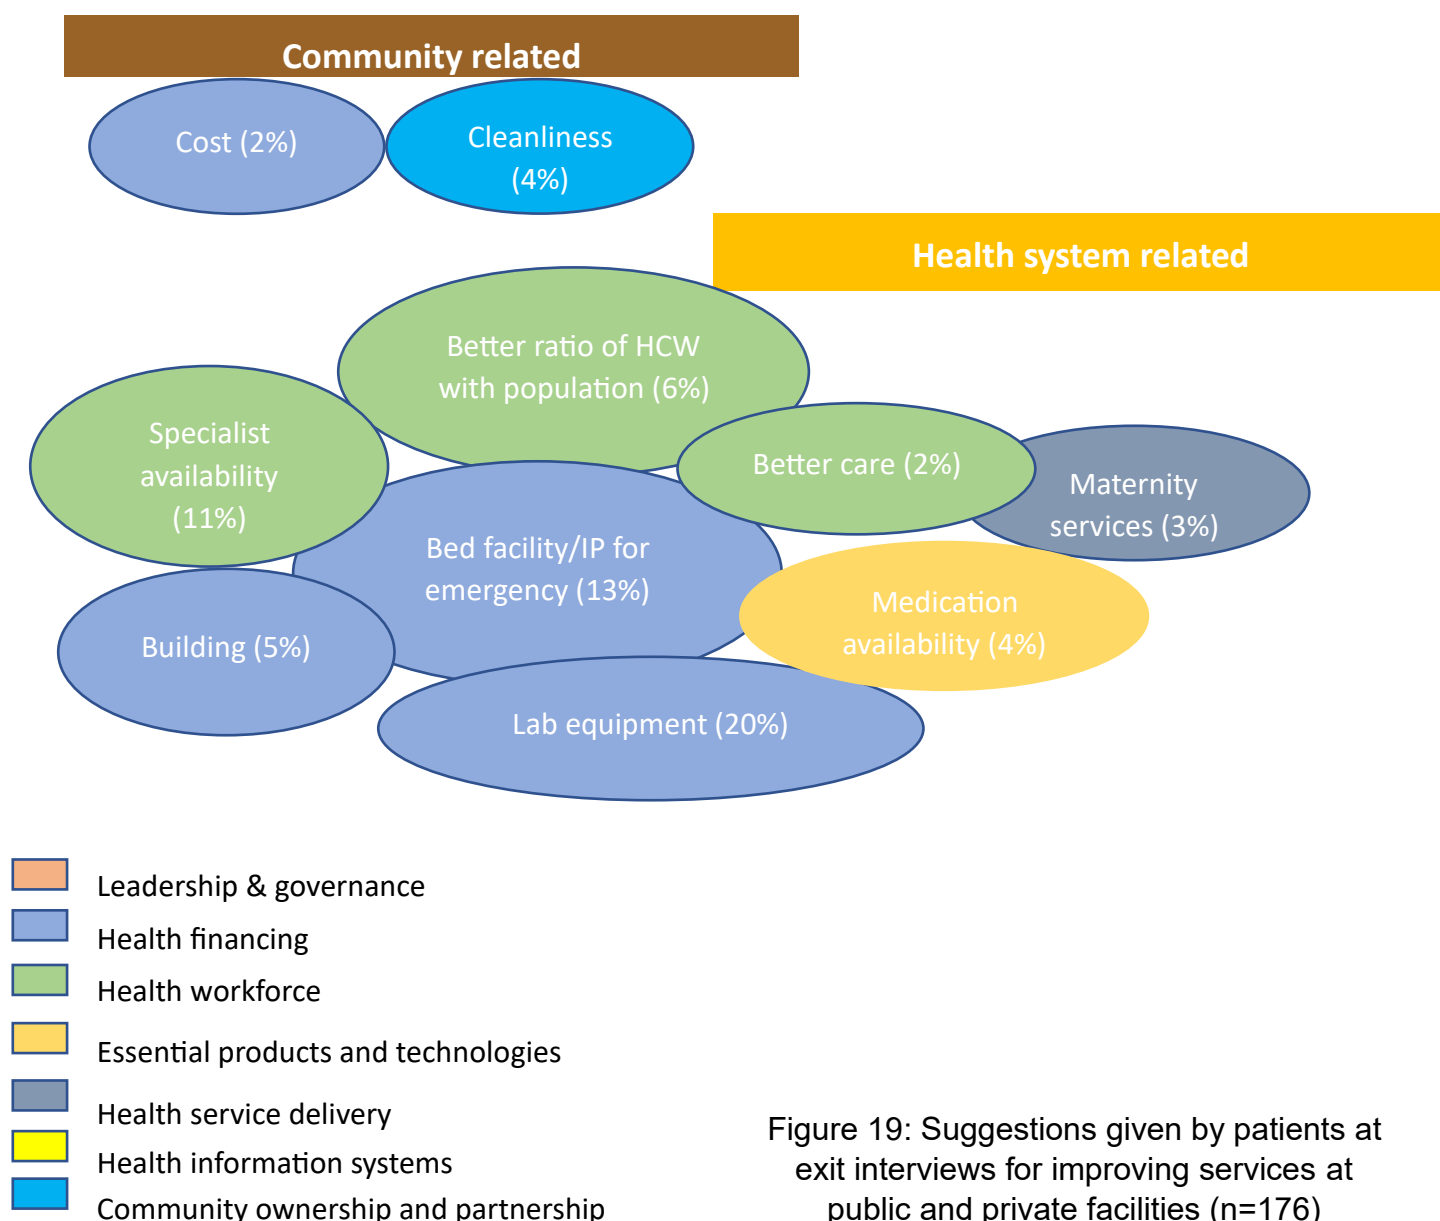 Community related
Cost (2%)
Cleanliness
(4%)
Health system related
Better ratio of HCW
with population (6%)
Specialist
availability
(11%)
Better care (2%)
Maternity
services (3%)
Bed facility/IP for
emergency (13%)
Medication
availability (4%)
Building (5%)
Lab equipment (20%)
Leadership & governance
Health financing
Health workforce
Essential products and technologies
Health service delivery
Health information systems
Community ownership and partnership
Figure 19: Suggestions given by patients at
exit interviews for improving services at
public and private facilities (n=176)